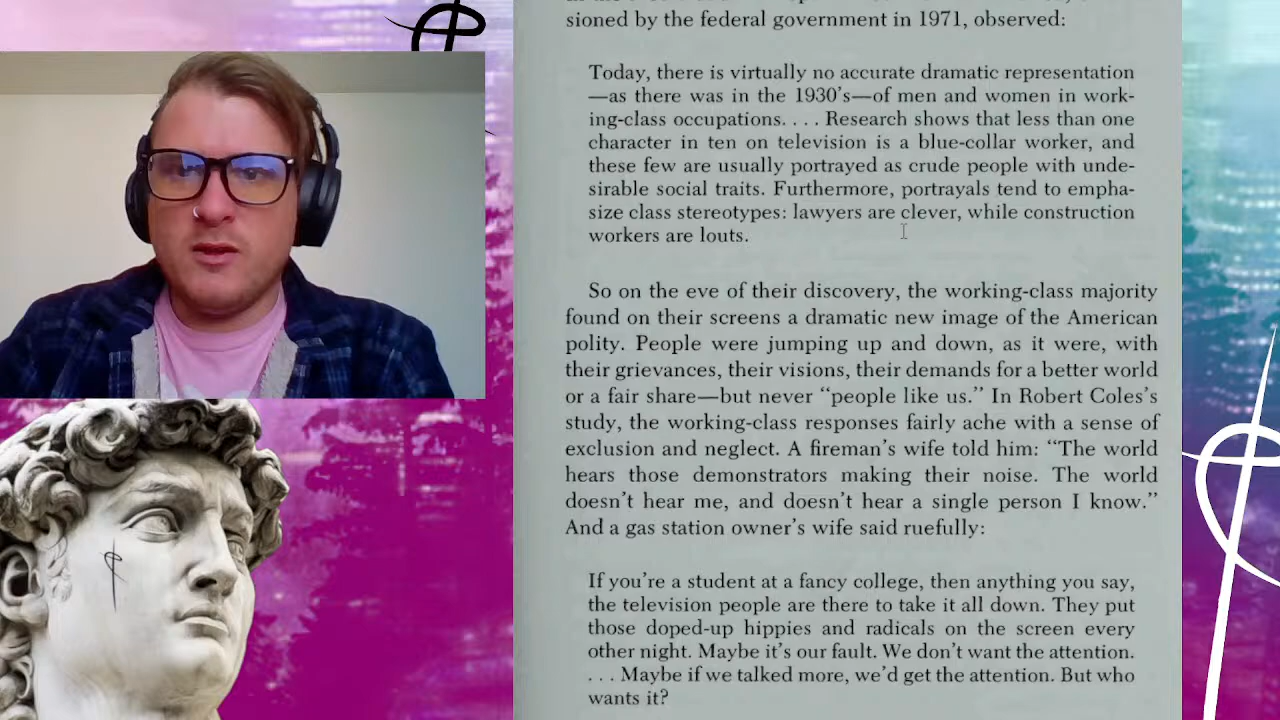 sioned by the federal government in 1971, observed:
Today, there is virtually no accurate dramatic representation
—as there was in the 1930's—of men and women in work-
ing-class occupations. . . . Research shows that less than one
character in ten on television is a blue-collar worker, and
these few are usually portrayed as crude people with unde-
sirable social traits. Furthermore, portrayals tend to empha-
size class stereotypes: lawyers are clever, while construction
workers are louts.
So on the eve of their discovery, the working-class majority
found on their screens a dramatic new image of the American
polity. People were jumping up and down, as it were, with
their grievances, their visions, their demands for a better world
or a fair share—but never “people like us.” In Robert Coles's
study, the working-class responses fairly ache with a sense of
exclusion and neglect. A fireman's wife told him: “The world
hears those demonstrators making their noise. The world
doesn't hear me, and doesn't hear a single person I know.”
And a gas station owner's wife said ruefully:
If you're a student at a fancy college, then anything you say,
the television people are there to take it all down. They put
those doped-up hippies and radicals on the screen every
other night. Maybe it's our fault. We don't want the attention.
. . . Maybe if we talked more, we'd get the attention. But who
wants it?